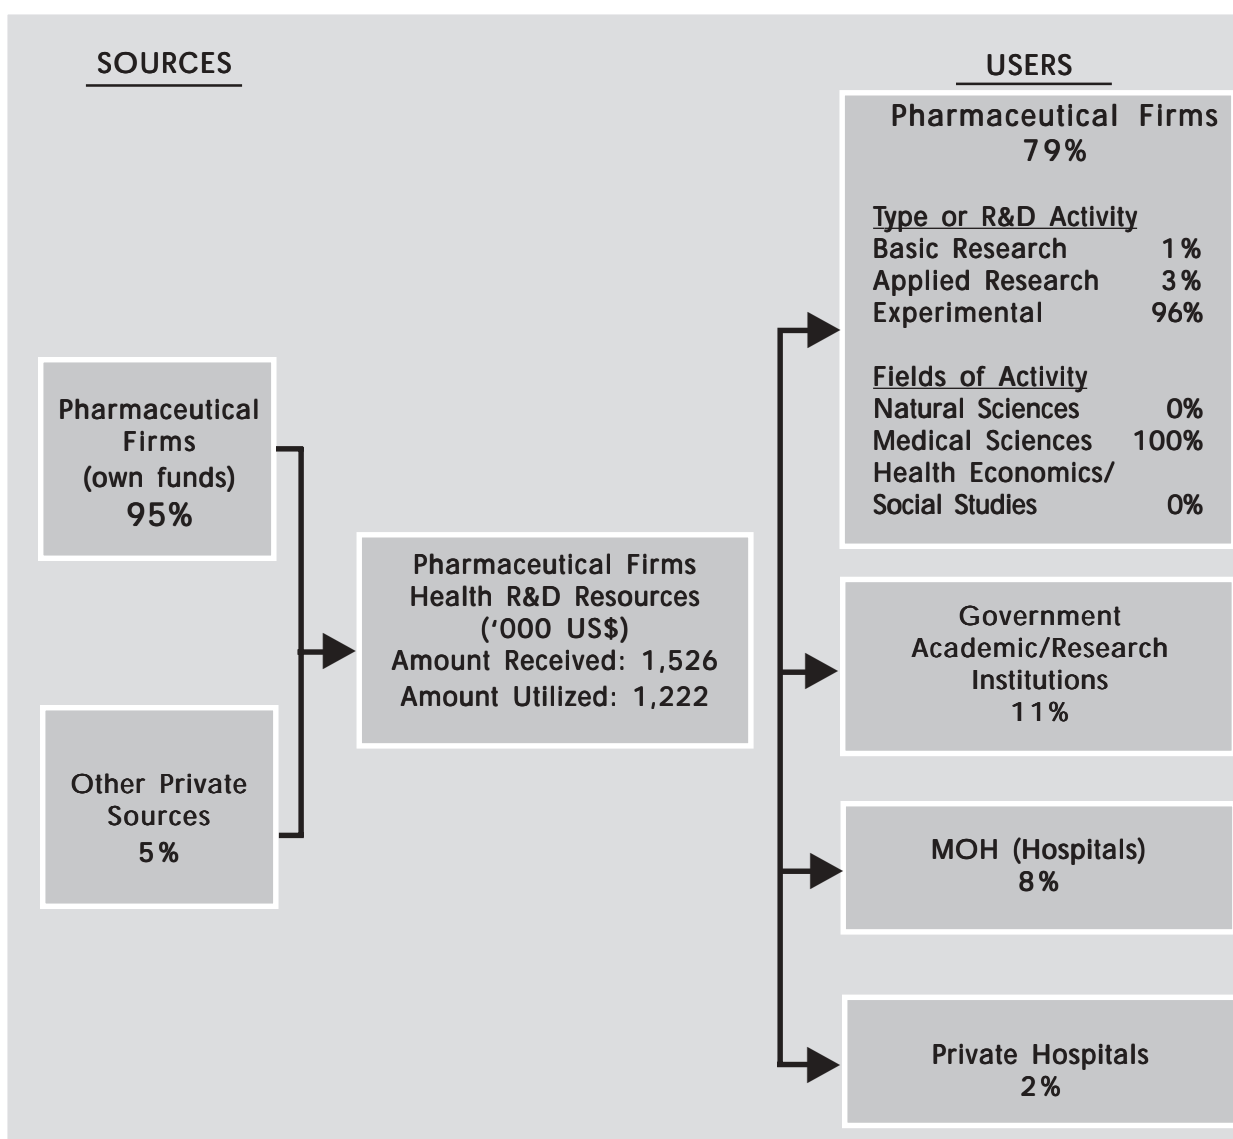 SOURCES
Pharmaceutical
Firms
(own funds)
95%
Other Private
Sources
5%
Pharmaceutical Firms
Health R&D Resources
(‘000 US$)
Amount Received: 1,526
Amount Utilized: 1,222
USERS
Pharmaceutical Firms
79%
Type or R&D Activity
Basic Research 1%
Applied Research 3%
Experimental 96%
Fields of Activity
Natural Sciences 0%
Medical Sciences 100%
Health Economics/
Social Studies 0%
Government
Academic/Research
Institutions
11%
MOH (Hospitals)
8%
Private Hospitals
2%